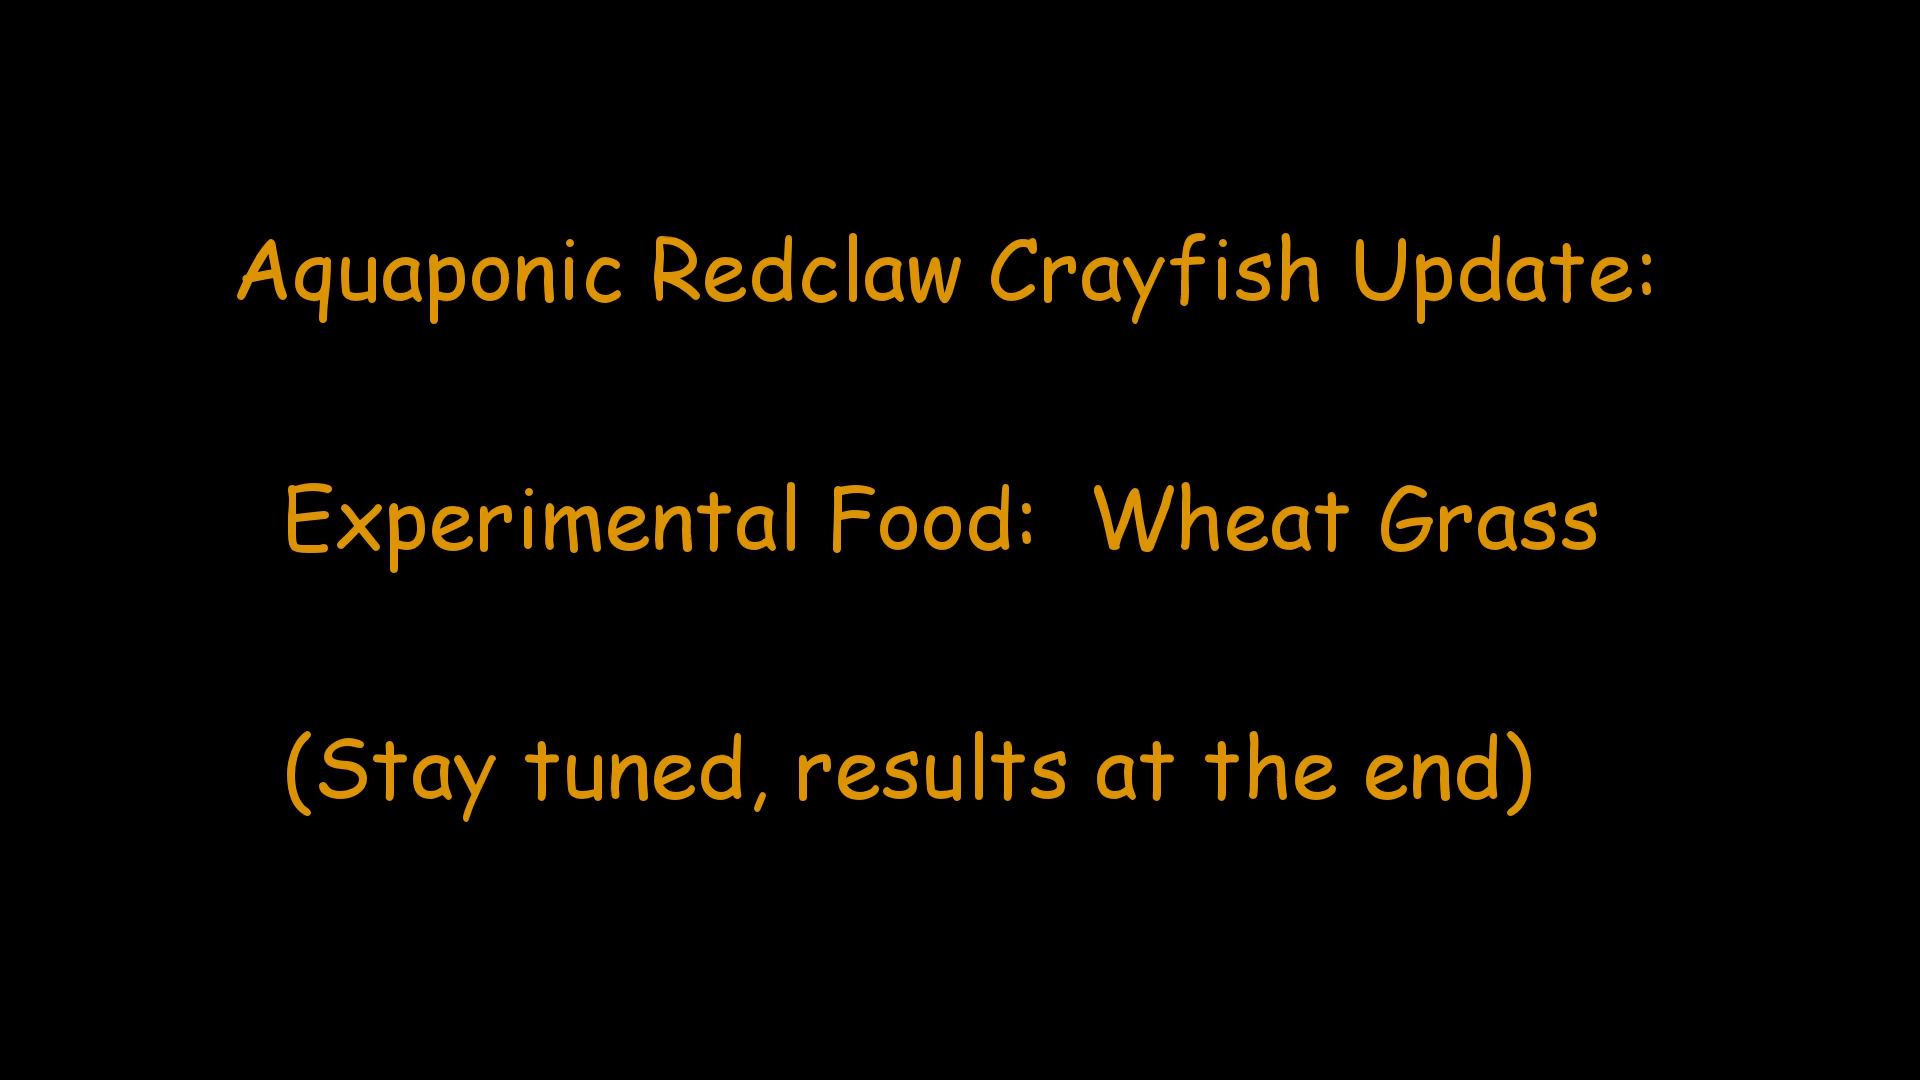 Aquaponic Redclaw Crayfish Update:
Experimental Food:  Wheat Grass
(Stay tuned, results at the end)